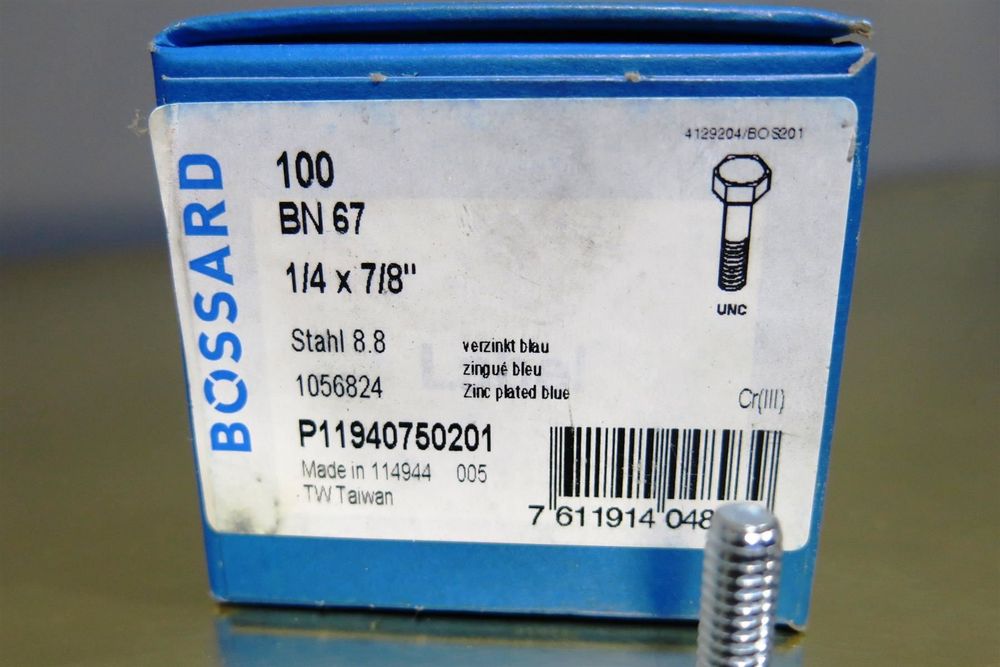 BOSSARD
4129204/BOS201
100
BN 67
1/4 x 7/8"
UNC
Stahl 8.8
verzinkt blau
zingué bleu
1056824
Zinc plated blue
Cr(III)
P11940750201
Made in 114944 005
TW Taiwan
7 611914 048